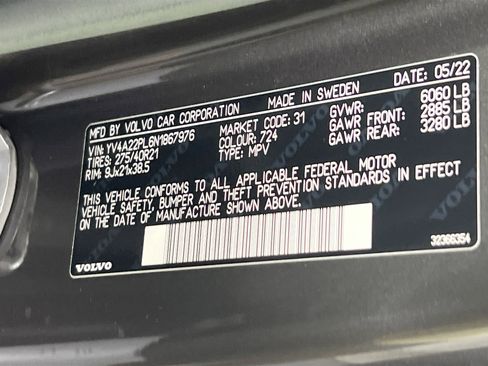 MFD BY VOLVO CAR CORPORATION MADE IN SWEDEN DATE: 05/22
VIN: YV4A22PL6N1867976 MARKET CODE: 31 GVWR: 6060 LB
TIRES: 275/40R21 COLOUR: 724 GAWR FRONT: 2885 LB
RIM: 9Jx21x38.5 TYPE: MPV GAWR REAR: 3280 LB
THIS VEHICLE CONFORMS TO ALL APPLICABLE FEDERAL MOTOR
VEHICLE SAFETY, BUMPER AND THEFT PREVENTION STANDARDS IN EFFECT
ON THE DATE OF MANUFACTURE SHOWN ABOVE.
VOLVO 32366354